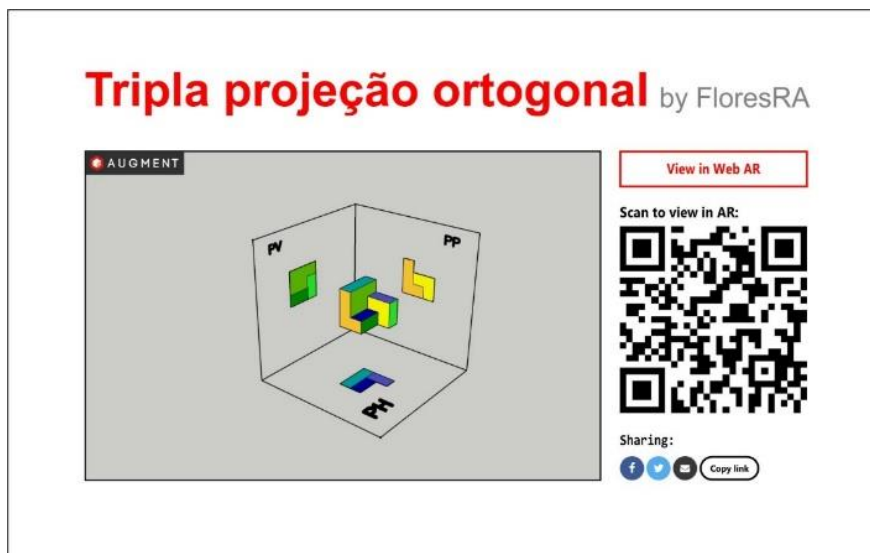 Tripla projeção ortogonal by FloresRA
AUGMENT
View in Web AR
Scan to view in AR:
PV
PP
PH
Sharing:
Copy link